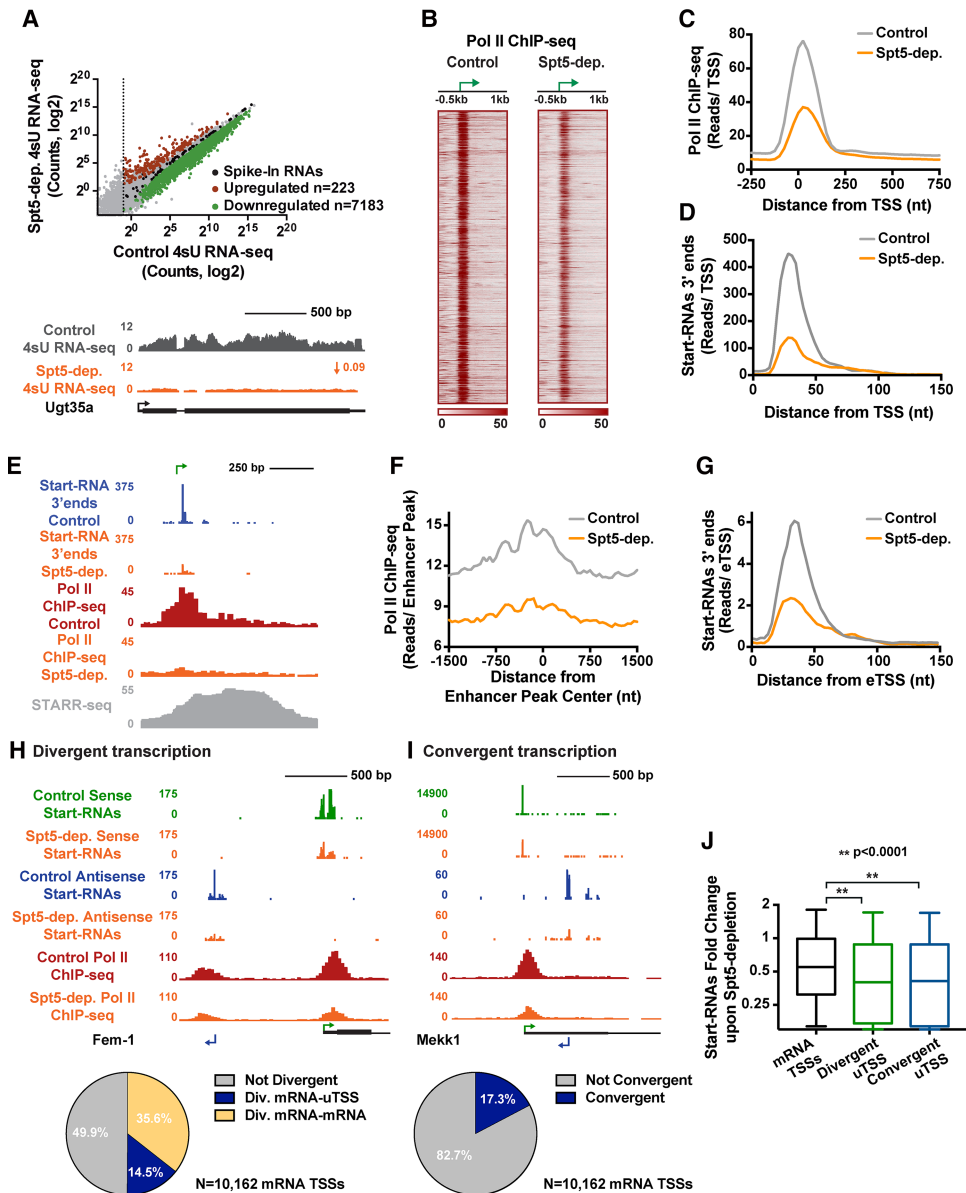 A
Spt5-dep. 4sU RNA-seq
(Counts, log2)
2^20
2^15
2^10
2^5
2^0
Spike-In RNAs
Upregulated n=223
Downregulated n=7183
2^0 2^5 2^10 2^15 2^20
Control 4sU RNA-seq
(Counts, log2)
500 bp
Control
4sU RNA-seq
12
0
Spt5-dep.
4sU RNA-seq
12
0
↓ 0.09
Ugt35a
B
Pol II ChIP-seq
Control Spt5-dep.
-0.5kb 1kb -0.5kb 1kb
0 50 0 50
C
Pol II ChIP-seq
(Reads/ TSS)
80
60
40
20
0
Control
Spt5-dep.
-250 0 250 500 750
Distance from TSS (nt)
D
Start-RNAs 3' ends
(Reads/ TSS)
500
400
300
200
100
0
Control
Spt5-dep.
0 50 100 150
Distance from TSS (nt)
E
250 bp
Start-RNA
3'ends
Control
375
0
Start-RNA
3'ends
Spt5-dep.
375
0
Pol II
ChIP-seq
Control
45
0
Pol II
ChIP-seq
Spt5-dep.
45
0
STARR-seq
55
0
F
Pol II ChIP-seq
(Reads/ Enhancer Peak)
15
12
9
6
Control
Spt5-dep.
-1500 -750 0 750 1500
Distance from
Enhancer Peak Center (nt)
G
Start-RNAs 3' ends
(Reads/ eTSS)
6
4
2
0
Control
Spt5-dep.
0 50 100 150
Distance from eTSS (nt)
H Divergent transcription
500 bp
Control Sense
Start-RNAs
175
0
Spt5-dep. Sense
Start-RNAs
175
0
Control Antisense
Start-RNAs
175
0
Spt5-dep. Antisense
Start-RNAs
175
0
Control Pol II
ChIP-seq
110
0
Spt5-dep. Pol II
ChIP-seq
110
0
Fem-1
49.9%
35.6%
14.5%
Not Divergent
Div. mRNA-uTSS
Div. mRNA-mRNA
N=10,162 mRNA TSSs
I Convergent transcription
500 bp
14900
0
14900
0
60
0
60
0
140
0
140
0
Mekk1
17.3%
82.7%
Not Convergent
Convergent
N=10,162 mRNA TSSs
J
** p<0.0001
**
**
Start-RNAs Fold Change
upon Spt5-depletion
2
1
0.5
0.25
mRNA
TSSs
Divergent
uTSS
Convergent
uTSS